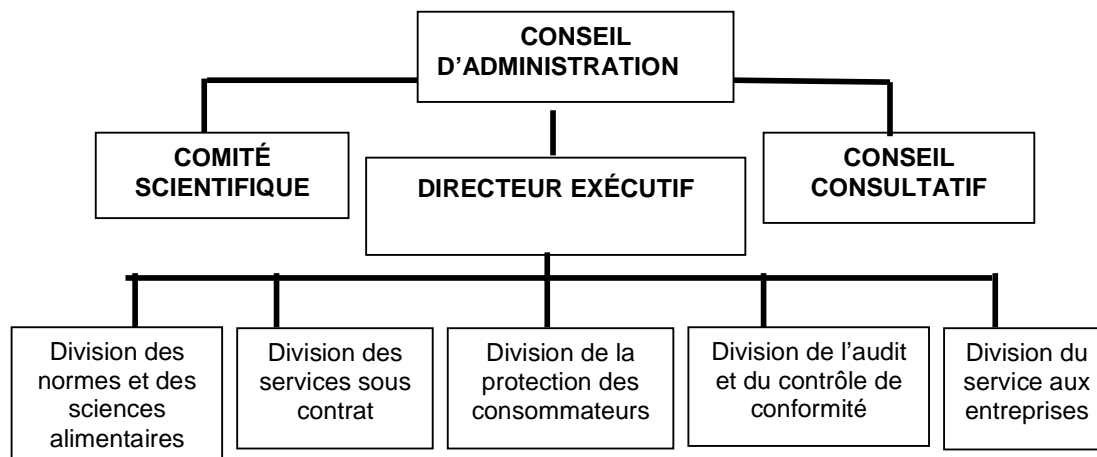 CONSEIL
D’ADMINISTRATION
COMITÉ
SCIENTIFIQUE
DIRECTEUR EXÉCUTIF
CONSEIL
CONSULTATIF
Division des
normes et des
sciences
alimentaires
Division des
services sous
contrat
Division de la
protection des
consommateurs
Division de l’audit
et du contrôle de
conformité
Division du
service aux
entreprises